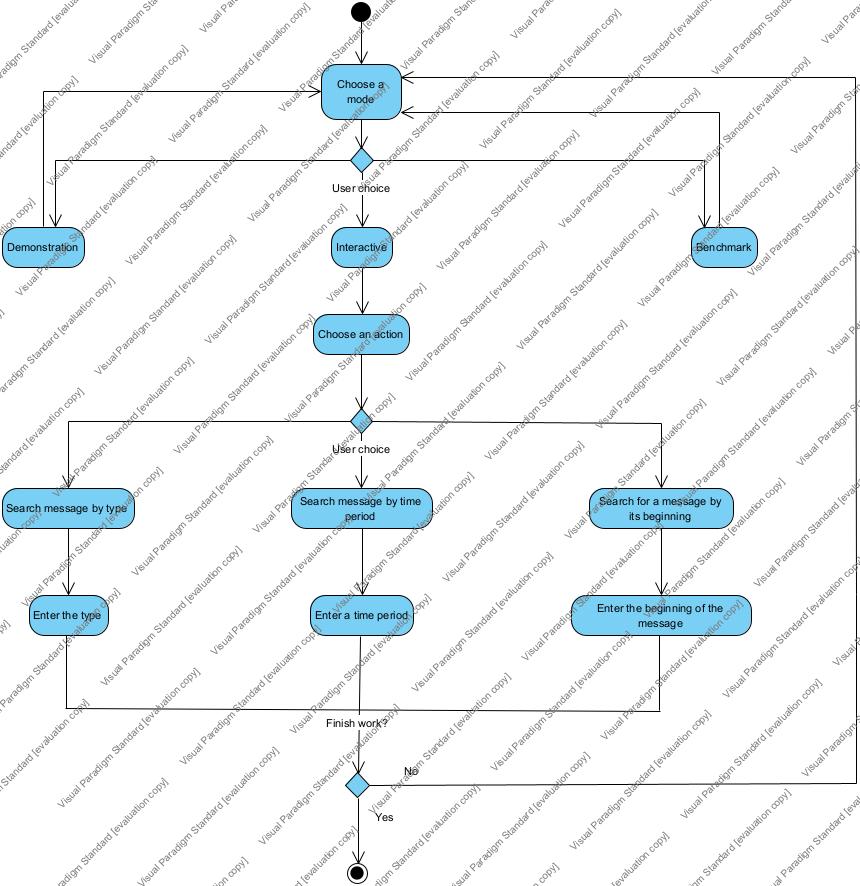 Choose a
mode
User choice
Demonstration
Interactive
Benchmark
Choose an action
User choice
Search message by type
Search message by time
period
Search for a message by
its beginning
Enter the type
Enter a time period
Enter the beginning of the
message
Finish work?
No
Yes
Visual Paradigm Standard [evaluation copy]